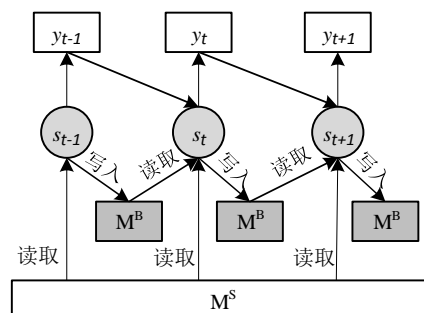 y_{t-1} y_t y_{t+1}
s_{t-1} s_t s_{t+1}
写入 读取 写入 读取 写入
M^B M^B M^B
读取 读取 读取
M^S